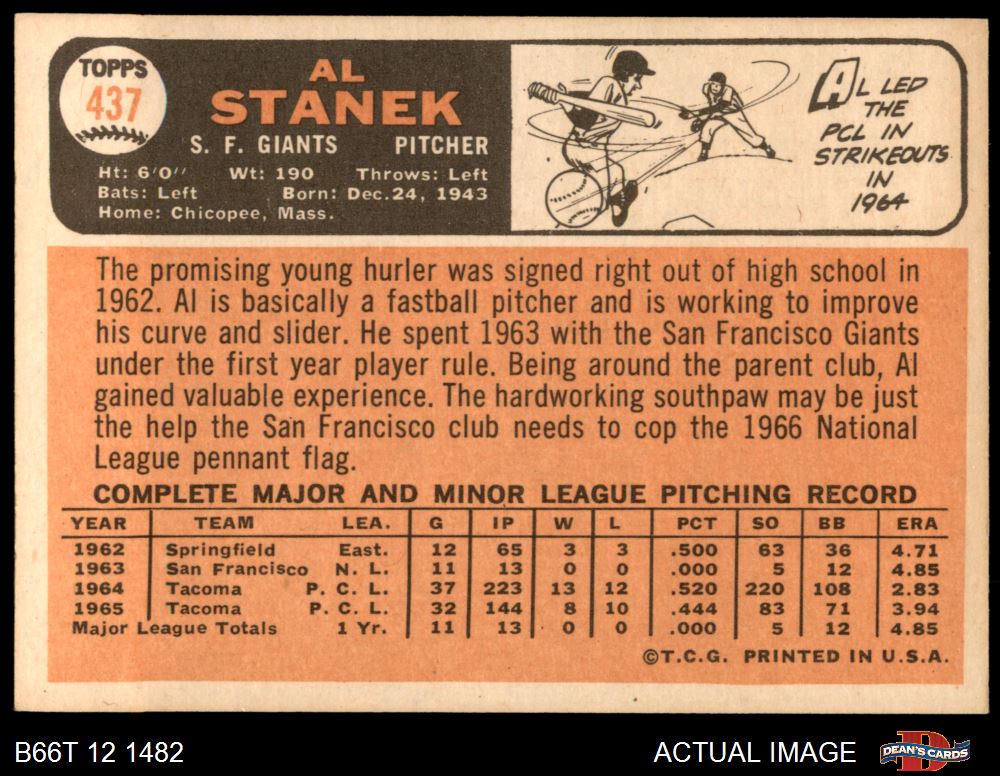 TOPPS
437
AL
STANEK
S. F. GIANTS PITCHER
Ht: 6'0" Wt: 190 Throws: Left
Bats: Left Born: Dec. 24, 1943
Home: Chicopee, Mass.
AL LED
THE
PCL IN
STRIKEOUTS
IN
1964
The promising young hurler was signed right out of high school in
1962. Al is basically a fastball pitcher and is working to improve
his curve and slider. He spent 1963 with the San Francisco Giants
under the first year player rule. Being around the parent club, Al
gained valuable experience. The hardworking southpaw may be just
the help the San Francisco club needs to cop the 1966 National
League pennant flag.
COMPLETE MAJOR AND MINOR LEAGUE PITCHING RECORD
YEAR TEAM LEA. G IP W L PCT SO BB ERA
1962 Springfield East. 12 65 3 3 .500 63 36 4.71
1963 San Francisco N. L. 11 13 0 0 .000 5 12 4.85
1964 Tacoma P. C. L. 37 223 13 12 .520 220 108 2.83
1965 Tacoma P. C. L. 32 144 8 10 .444 83 71 3.94
Major League Totals 1 Yr. 11 13 0 0 .000 5 12 4.85
©T.C.G. PRINTED IN U.S.A.
B66T 12 1482 ACTUAL IMAGE DEAN'S CARDS